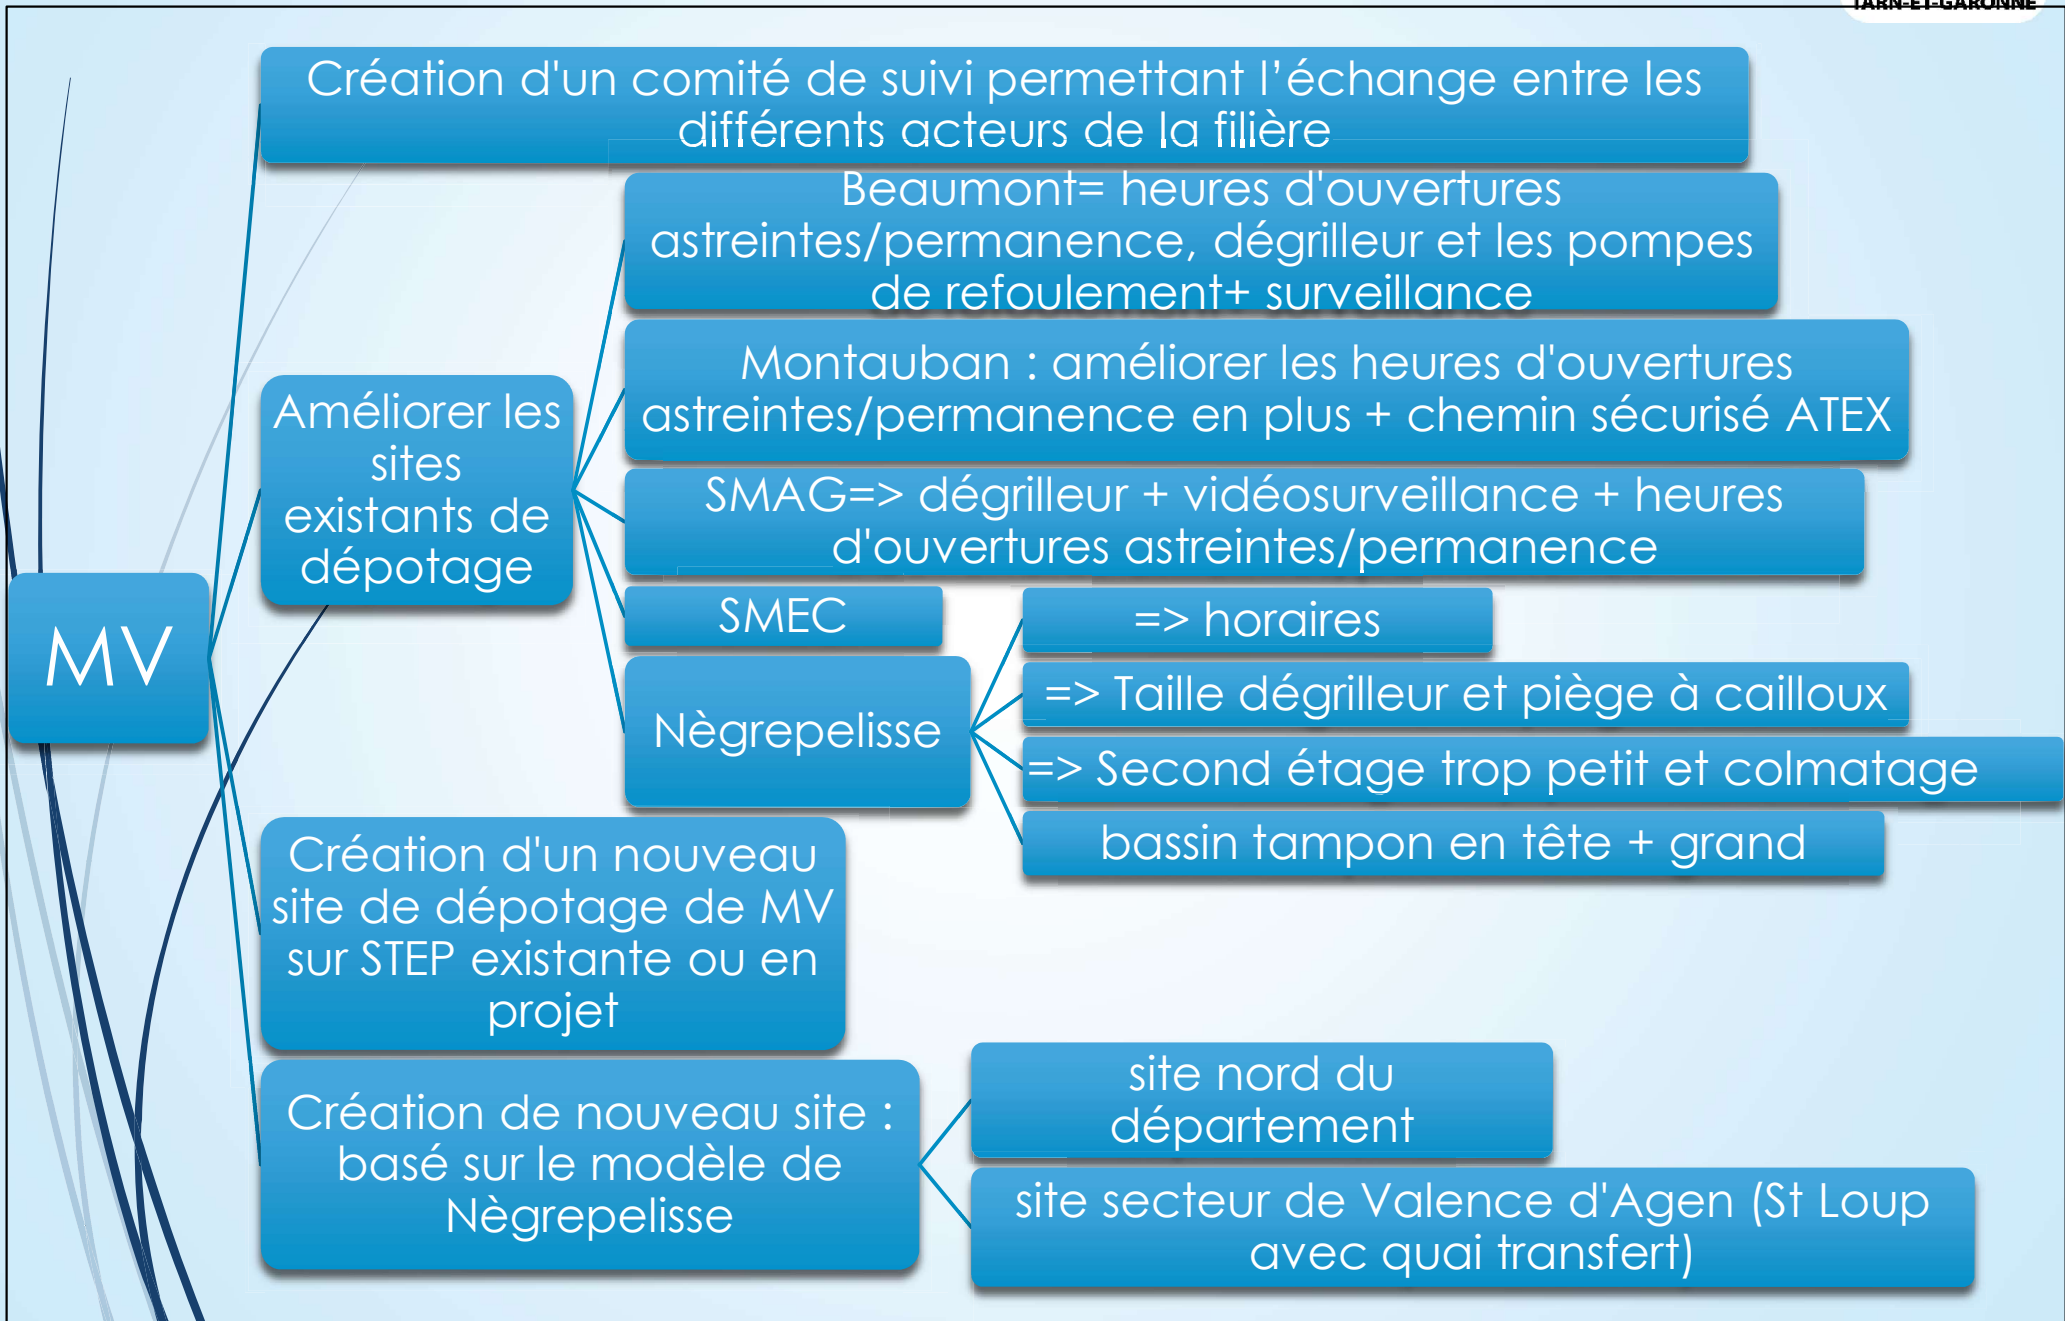 TARN-ET-GARONNE
Création d'un comité de suivi permettant l’échange entre les
différents acteurs de la filière
Beaumont= heures d'ouvertures
astreintes/permanence, dégrilleur et les pompes
de refoulement+ surveillance
Montauban : améliorer les heures d'ouvertures
astreintes/permanence en plus + chemin sécurisé ATEX
Améliorer les
sites
existants de
dépotage
SMAG=> dégrilleur + vidéosurveillance + heures
d'ouvertures astreintes/permanence
SMEC
=> horaires
MV
Nègrepelisse
=> Taille dégrilleur et piège à cailloux
=> Second étage trop petit et colmatage
bassin tampon en tête + grand
Création d'un nouveau
site de dépotage de MV
sur STEP existante ou en
projet
Création de nouveau site :
basé sur le modèle de
Nègrepelisse
site nord du
département
site secteur de Valence d'Agen (St Loup
avec quai transfert)